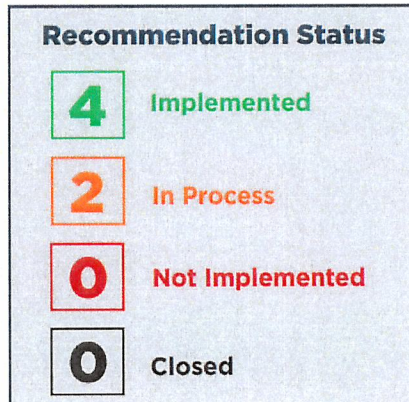 Recommendation Status
4 Implemented
2 In Process
0 Not Implemented
0 Closed